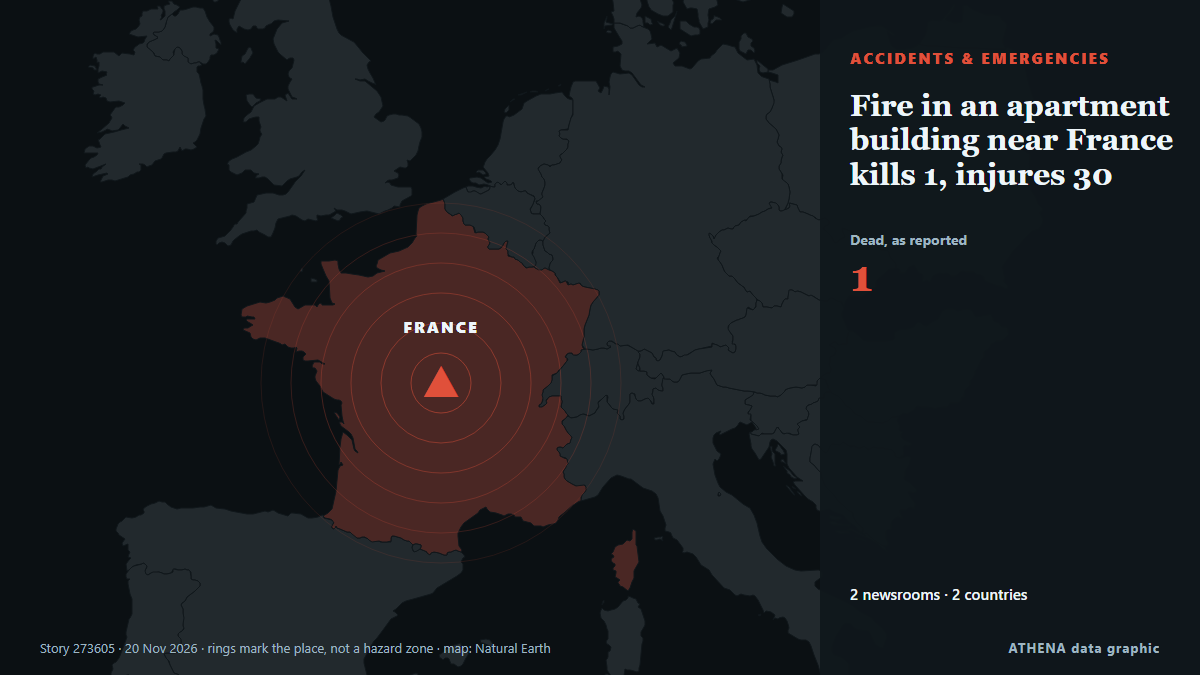 ACCIDENTS & EMERGENCIES
Fire in an apartment
building near France
kills 1, injures 30
Dead, as reported
1
FRANCE
2 newsrooms · 2 countries
Story 273605 · 20 Nov 2026 · rings mark the place, not a hazard zone · map: Natural Earth
ATHENA data graphic